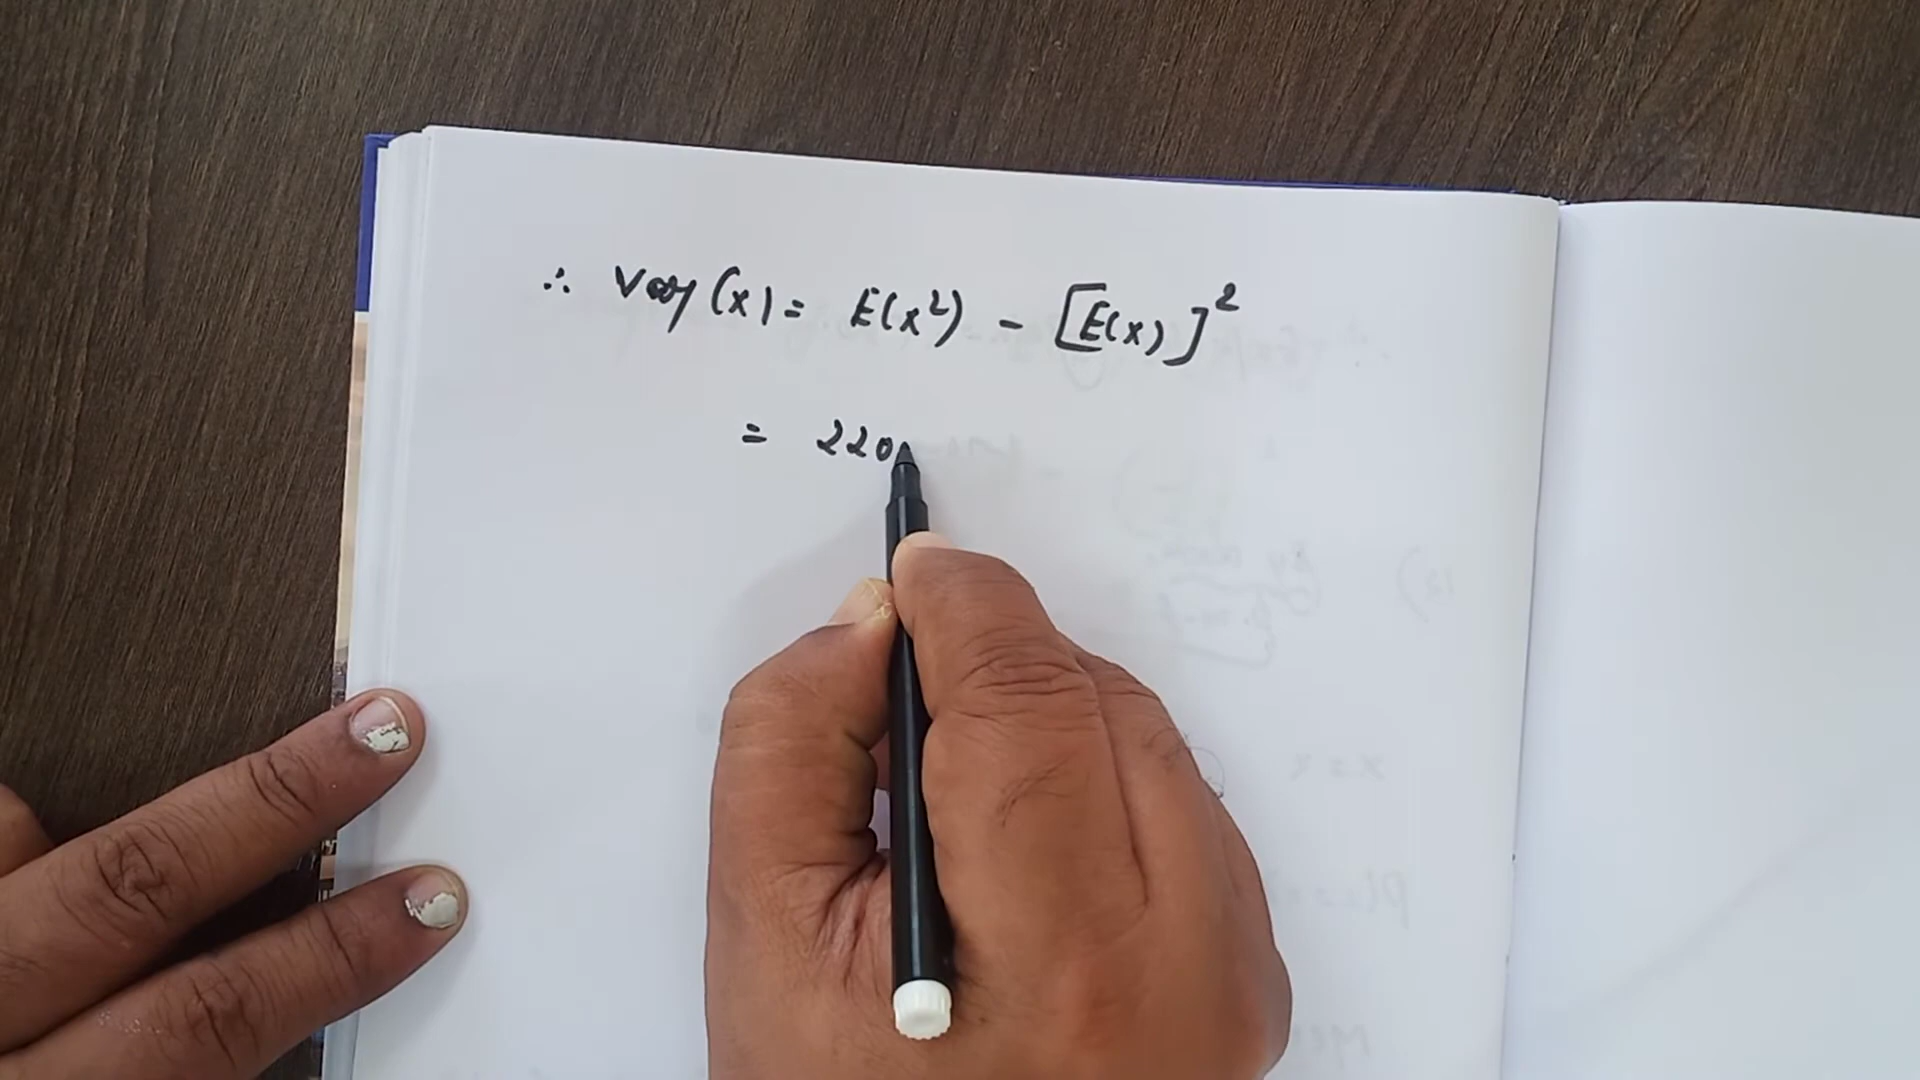 ∴ Var (x) = E(x²) - [E(x)]²
= 220